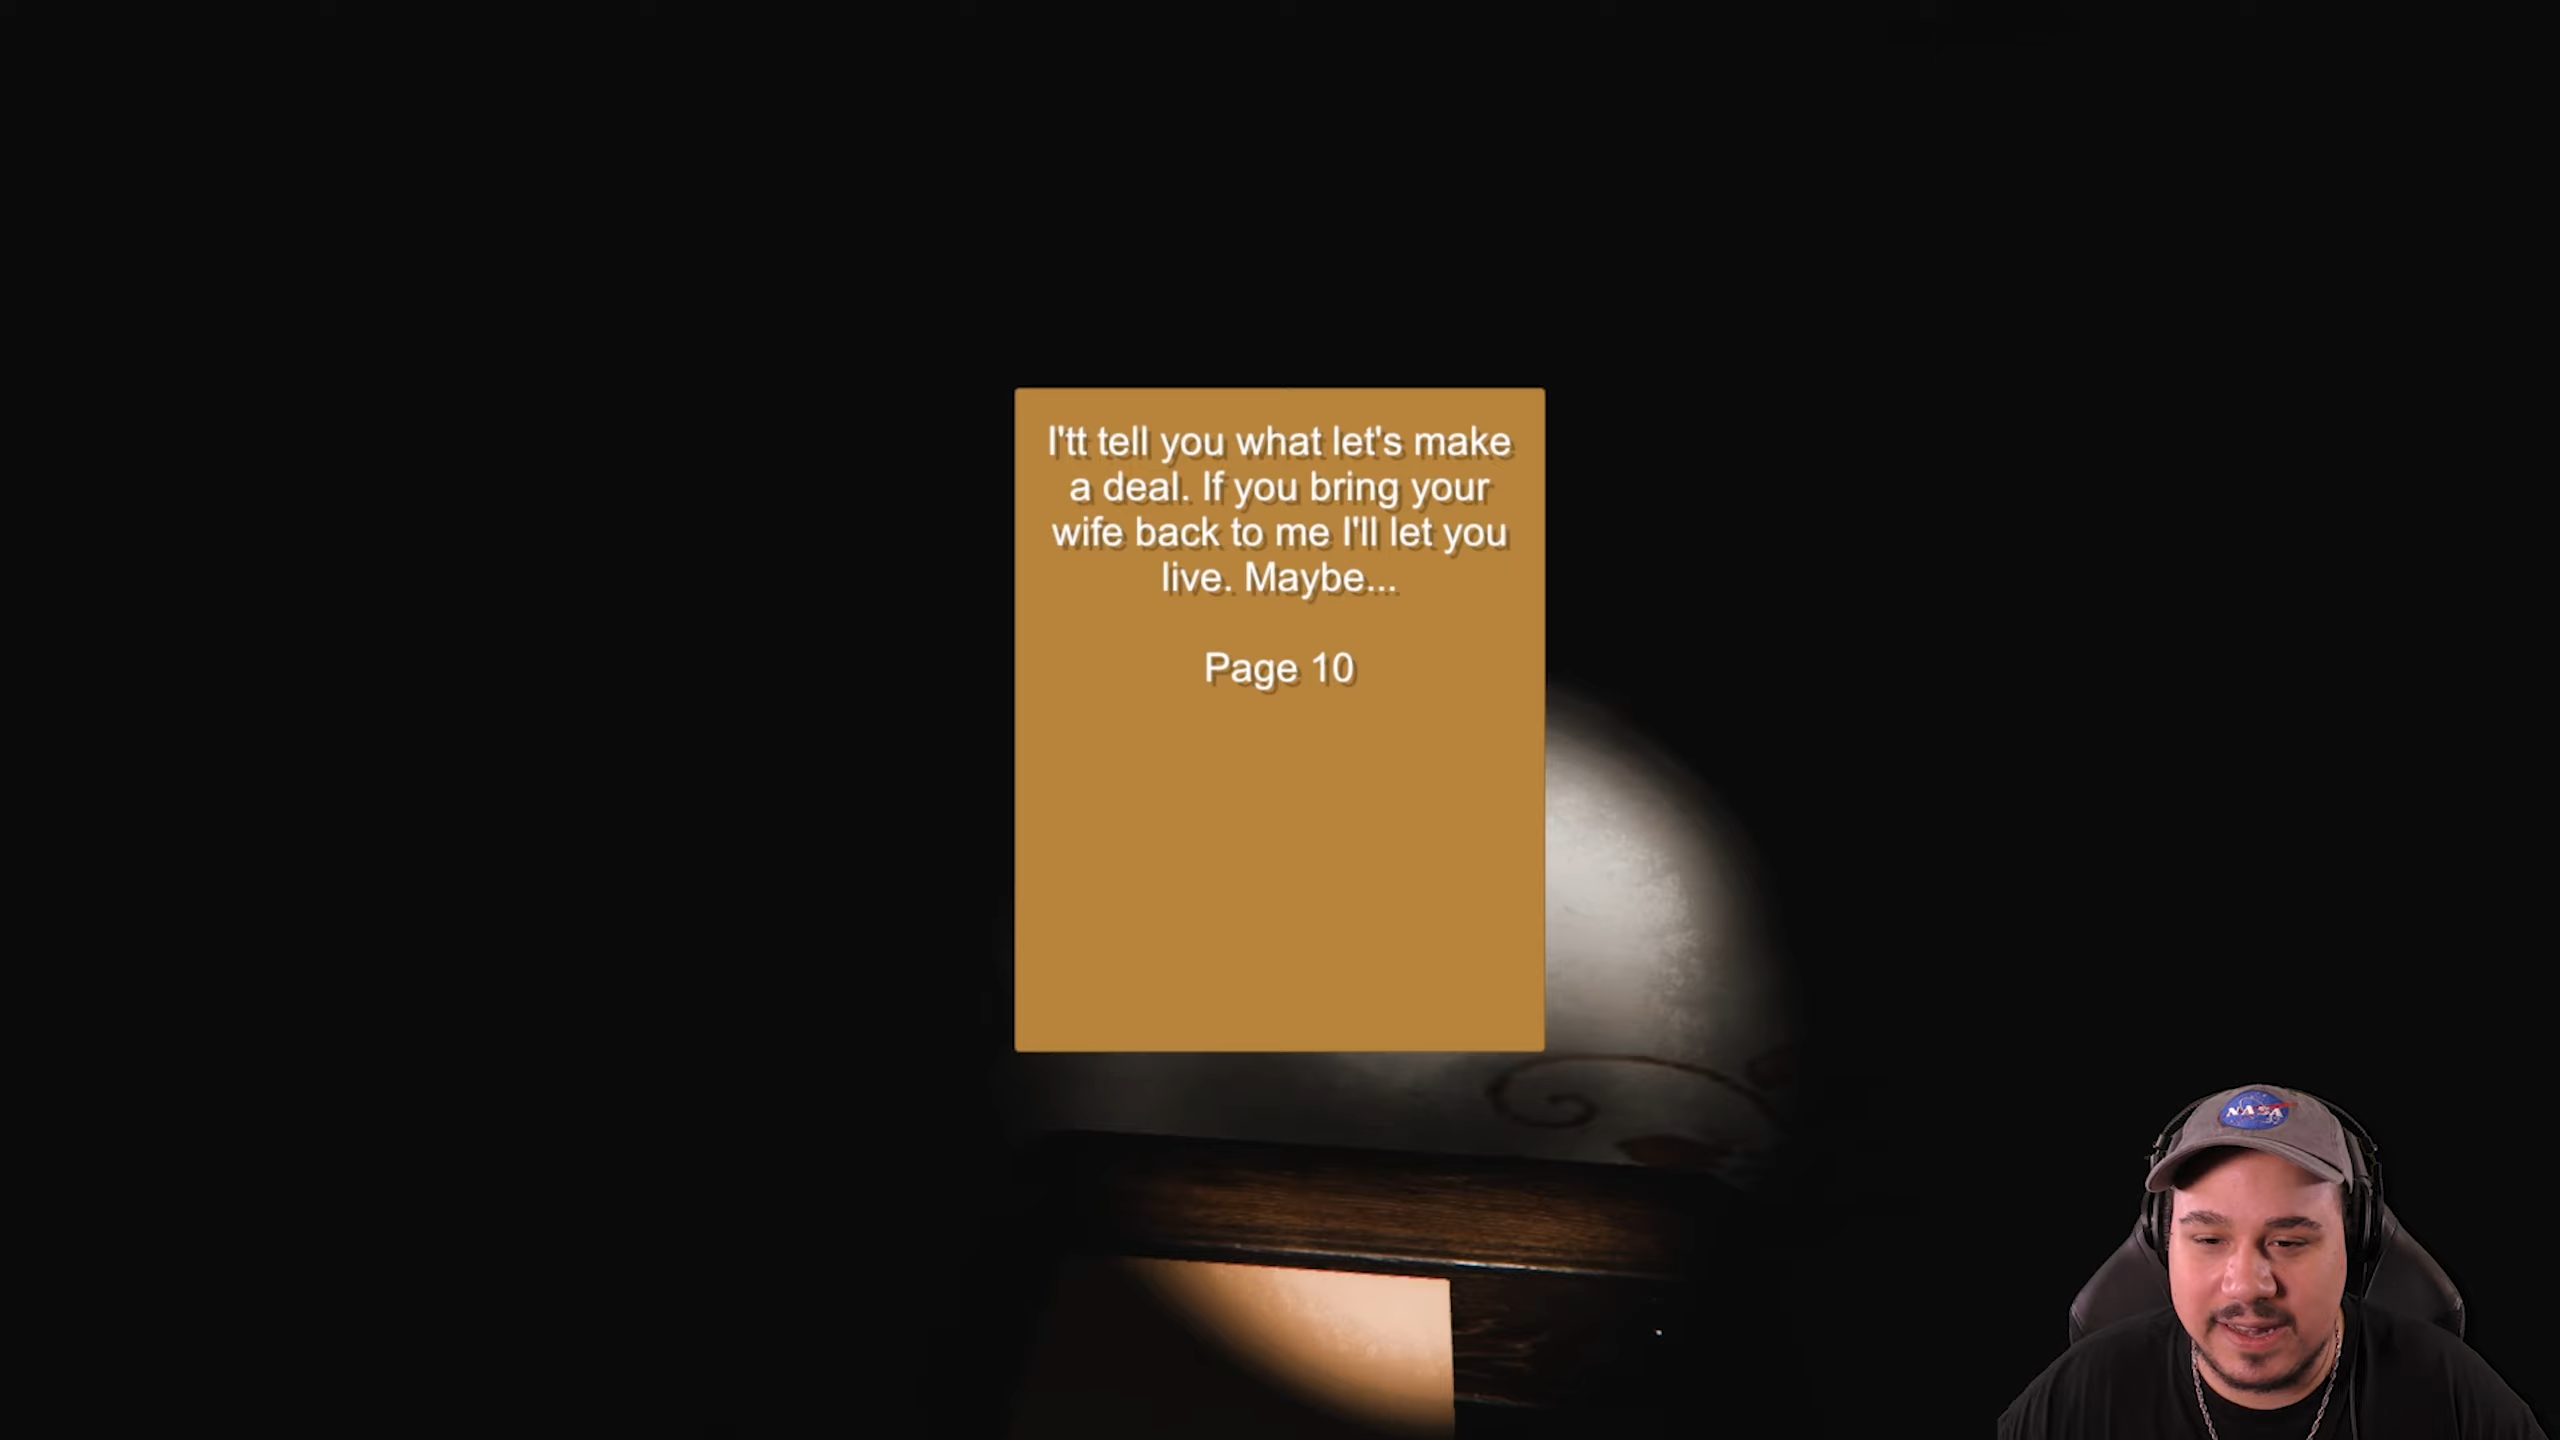 I'tt tell you what let's make
a deal. If you bring your
wife back to me I'll let you
live. Maybe...
Page 10
NASA